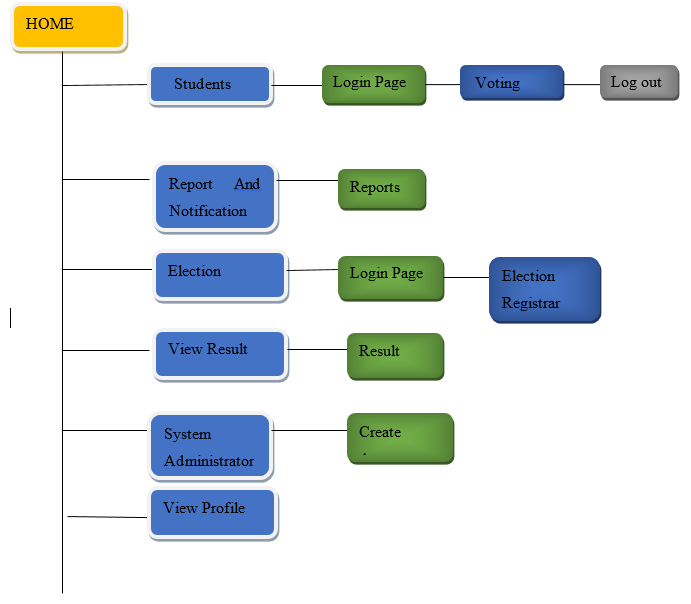 HOME
Students
Login Page
Voting
Log out
Report And
Notification
Reports
Election
Login Page
Election
Registrar
View Result
Result
System
Administrator
Create
View Profile